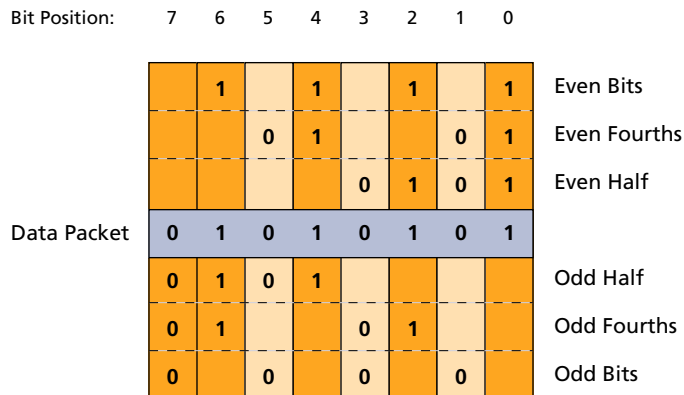 Bit Position: 7 6 5 4 3 2 1 0
1 1 1 1 Even Bits
0 1 0 1 Even Fourths
0 1 0 1 Even Half
Data Packet 0 1 0 1 0 1 0 1
0 1 0 1 Odd Half
0 1 0 1 Odd Fourths
0 0 0 0 Odd Bits